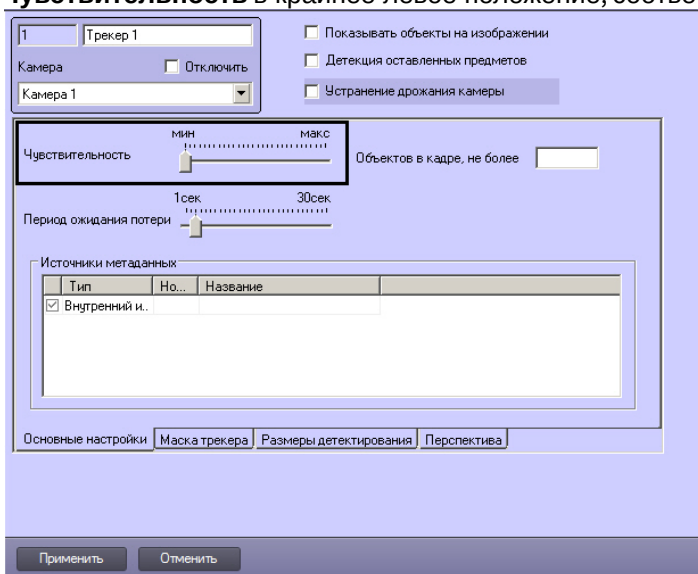 Чувствительность в крайнее левое положение, соотве
1 Трекер 1
Показывать объекты на изображении
Камера Отключить
Детекция оставленных предметов
Камера 1
Устранение дрожания камеры
мин макс
Чувствительность
Объектов в кадре, не более
1сек 30сек
Период ожидания потери
Источники метаданных
Тип Но... Название
Внутренний и..
Основные настройки Маска трекера Размеры детектирования Перспектива
Применить Отменить